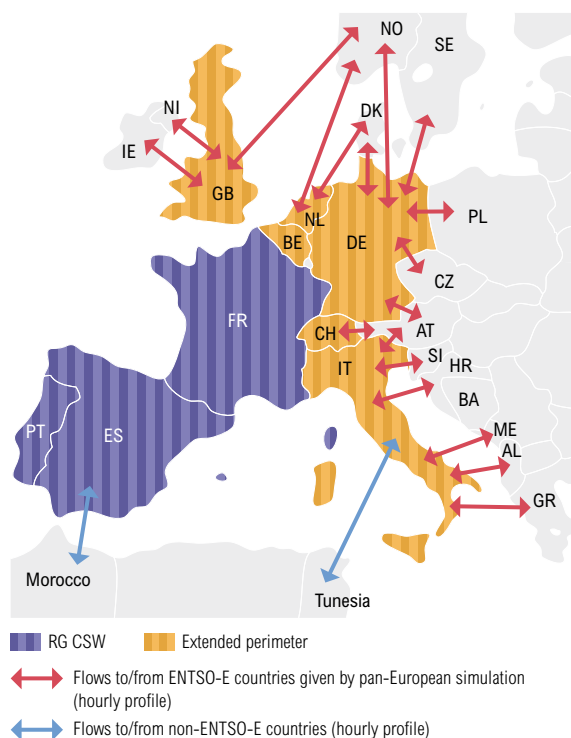 NO
SE
NI
DK
IE
GB
NL
PL
BE
DE
CZ
FR
CH
AT
SI
HR
IT
BA
PT
ES
ME
AL
GR
Morocco
Tunesia
RG CSW
Extended perimeter
Flows to/from ENTSO-E countries given by pan-European simulation
(hourly profile)
Flows to/from non-ENTSO-E countries (hourly profile)